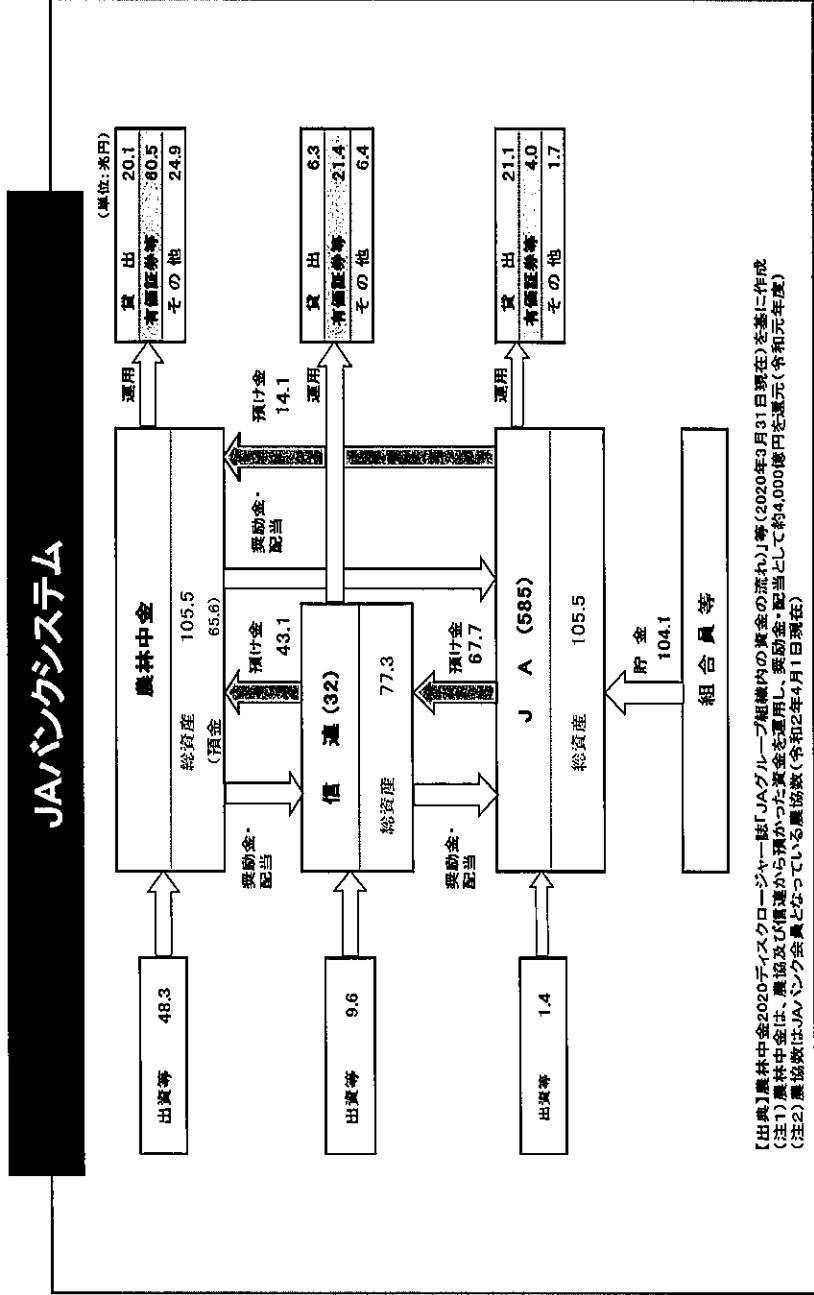 JAバンクシステム
(単位:兆円)
出資等 48.3
農林中金
総資産 105.5
(預金 65.6)
運用
貸出 20.1
有価証券等 60.5
その他 24.9
奨励金・
配当
預け金
43.1
奨励金・
配当
預け金
14.1
出資等 9.6
信連(32)
総資産 77.3
運用
貸出 6.3
有価証券等 21.4
その他 6.4
奨励金・
配当
預け金
67.7
出資等 1.4
JA(585)
総資産 105.5
運用
貸出 21.1
有価証券等 4.0
その他 1.7
貯金
104.1
組合員等
【出典】農林中金2020ディスクロージャー誌「JAグループ組織内の資金の流れ」等(2020年3月31日現在)を基に作成
(注1)農林中金は、農協及び信連から預かった資金を運用し、奨励金・配当として約4,000億円を還元(令和元年度)
(注2)農協数はJAバンク会員となっている農協数(令和2年4月1日現在)